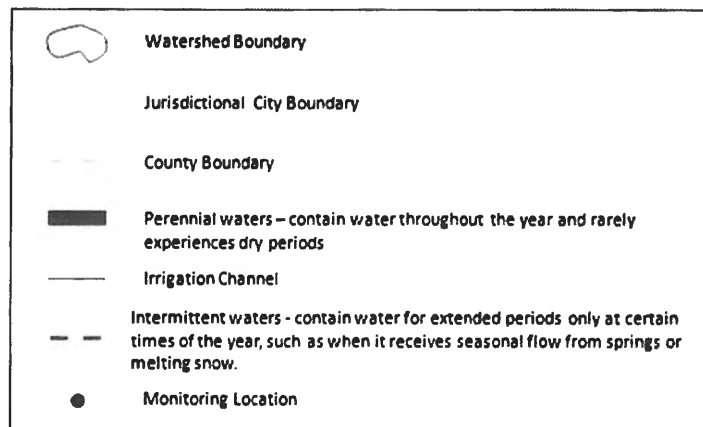 Watershed Boundary
Jurisdictional City Boundary
County Boundary
Perennial waters – contain water throughout the year and rarely
experiences dry periods
Irrigation Channel
Intermittent waters - contain water for extended periods only at certain
times of the year, such as when it receives seasonal flow from springs or
melting snow.
Monitoring Location